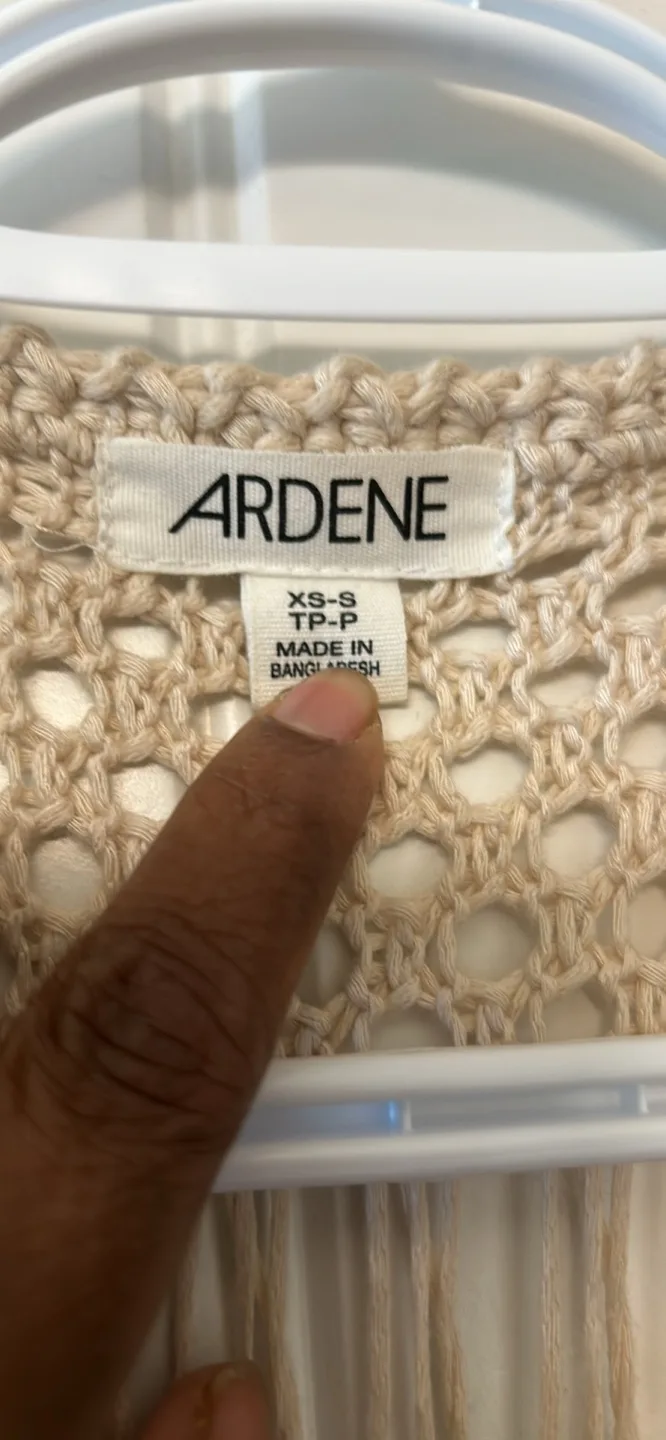 ARDENE
XS-S
TP-P
MADE IN
BANGLADESH